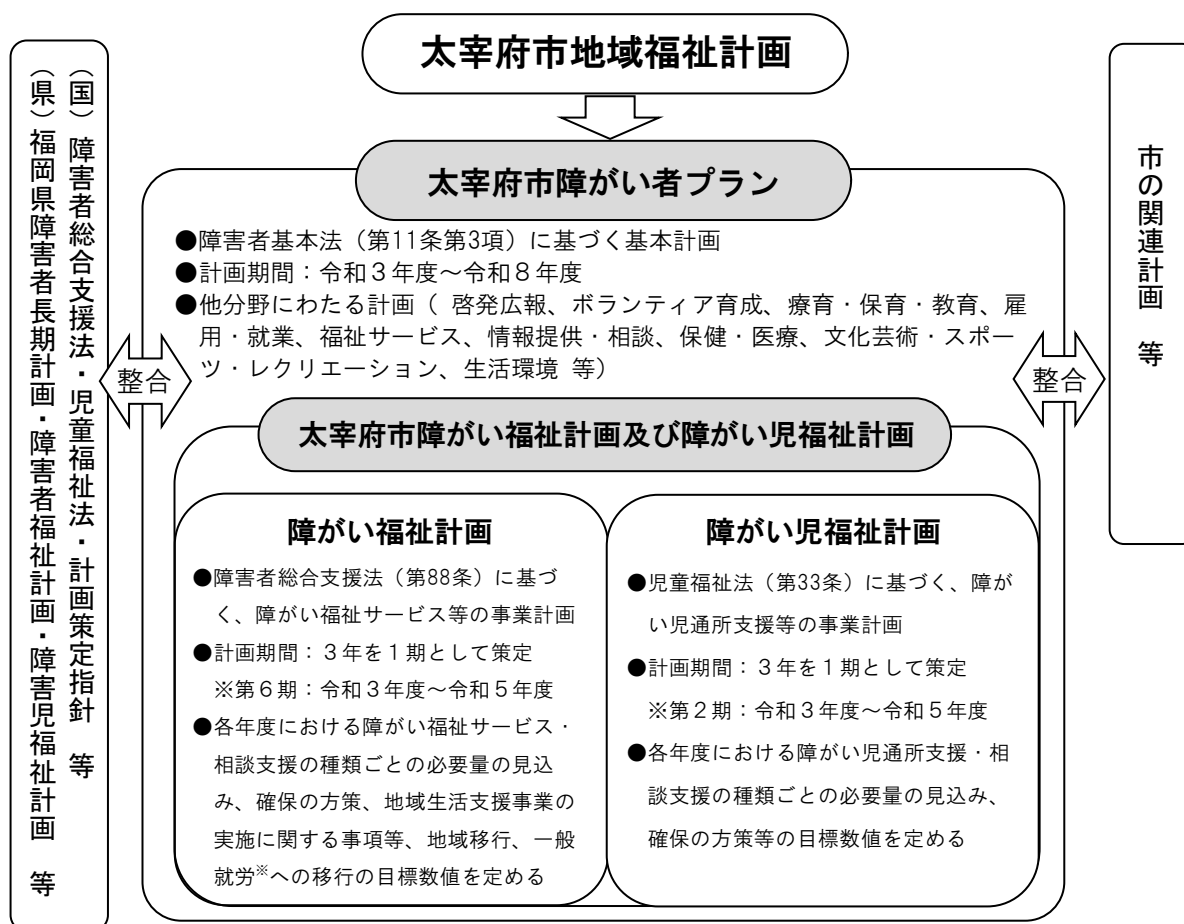 太宰府市地域福祉計画
(国)障害者総合支援法・児童福祉法・計画策定指針 等
(県)福岡県障害者長期計画・障害者福祉計画・障害児福祉計画 等
太宰府市障がい者プラン
●障害者基本法(第11条第3項)に基づく基本計画
●計画期間:令和3年度~令和8年度
●他分野にわたる計画( 啓発広報、ボランティア育成、療育・保育・教育、雇
用・就業、福祉サービス、情報提供・相談、保健・医療、文化芸術・スポー
ツ・レクリエーション、生活環境 等)
整合
整合
市の関連計画 等
太宰府市障がい福祉計画及び障がい児福祉計画
障がい福祉計画
●障害者総合支援法(第88条)に基づ
く、障がい福祉サービス等の事業計画
●計画期間:3年を1期として策定
※第6期:令和3年度~令和5年度
●各年度における障がい福祉サービス・
相談支援の種類ごとの必要量の見込
み、確保の方策、地域生活支援事業の
実施に関する事項等、地域移行、一般
就労※への移行の目標数値を定める
障がい児福祉計画
●児童福祉法(第33条)に基づく、障が
い児通所支援等の事業計画
●計画期間:3年を1期として策定
※第2期:令和3年度~令和5年度
●各年度における障がい児通所支援・相
談支援の種類ごとの必要量の見込み、
確保の方策等の目標数値を定める